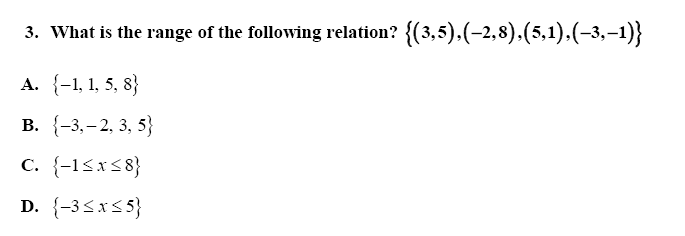 3. What is the range of the following relation? {(3,5),(−2,8),(5,1),(−3,−1)}
A. {−1, 1, 5, 8}
B. {−3,−2, 3, 5}
C. {−1≤x≤8}
D. {−3≤x≤5}